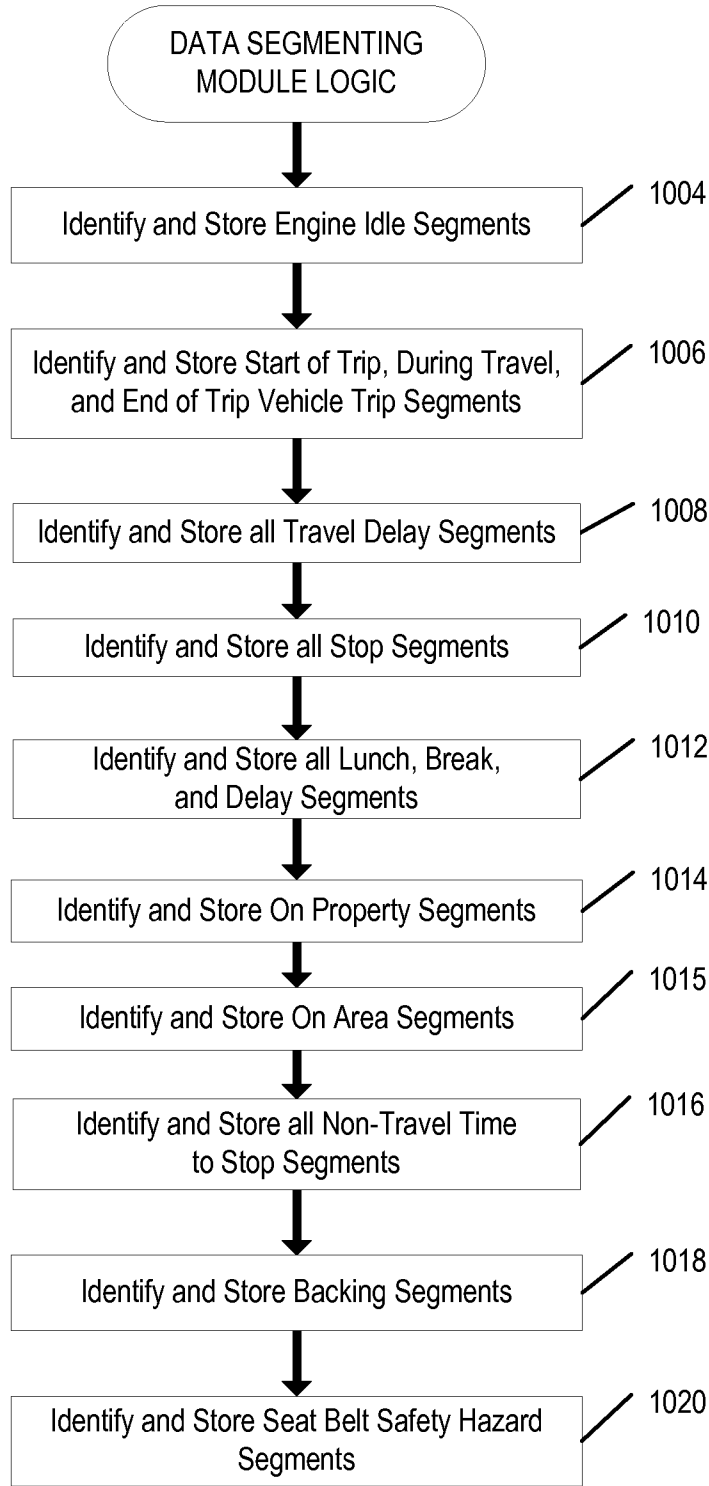 DATA SEGMENTING
MODULE LOGIC
1004
Identify and Store Engine Idle Segments
1006
Identify and Store Start of Trip, During Travel,
and End of Trip Vehicle Trip Segments
1008
Identify and Store all Travel Delay Segments
1010
Identify and Store all Stop Segments
1012
Identify and Store all Lunch, Break,
and Delay Segments
1014
Identify and Store On Property Segments
1015
Identify and Store On Area Segments
1016
Identify and Store all Non-Travel Time
to Stop Segments
1018
Identify and Store Backing Segments
1020
Identify and Store Seat Belt Safety Hazard
Segments